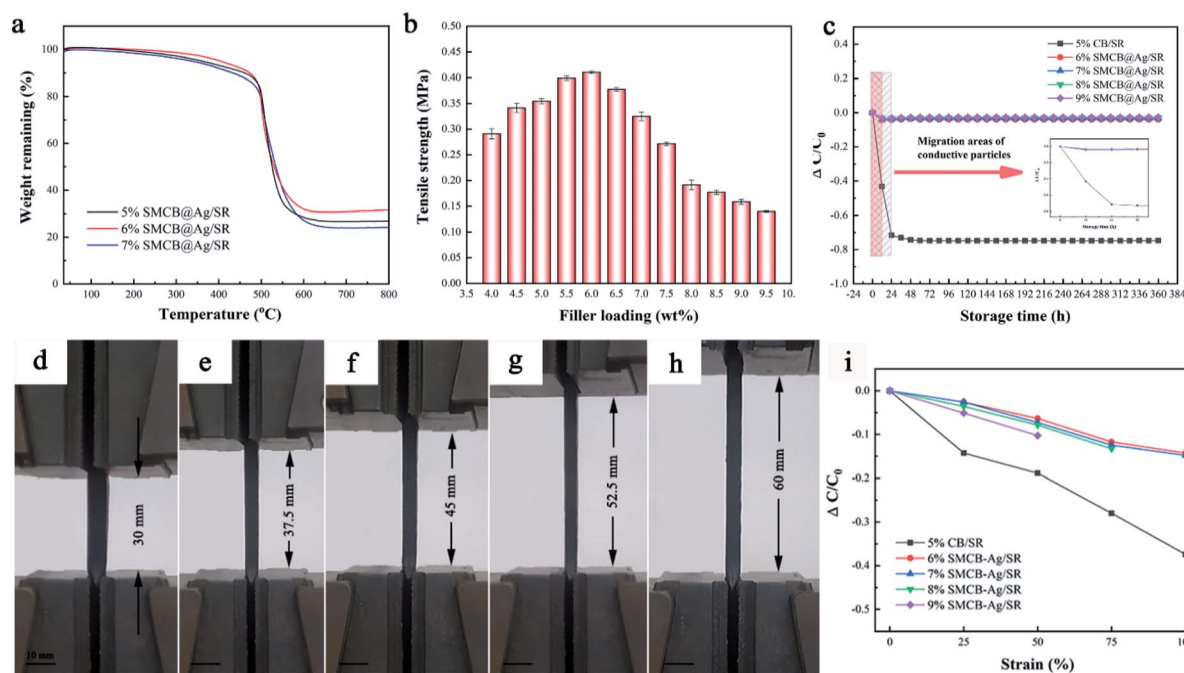 a
Weight remaining (%)
100
80
60
40
20
0
5% SMCB@Ag/SR
6% SMCB@Ag/SR
7% SMCB@Ag/SR
100 200 300 400 500 600 700 800
Temperature (°C)
b
Tensile strength (MPa)
0.50
0.45
0.40
0.35
0.30
0.25
0.20
0.15
0.10
0.05
0.00
3.5 4.0 4.5 5.0 5.5 6.0 6.5 7.0 7.5 8.0 8.5 9.0 9.5 10.
Filler loading (wt%)
c
Δ C/C0
0.4
0.2
0.0
-0.2
-0.4
-0.6
-0.8
-1.0
5% CB/SR
6% SMCB@Ag/SR
7% SMCB@Ag/SR
8% SMCB@Ag/SR
9% SMCB@Ag/SR
Migration areas of
conductive particles
Storage time (h)
-24 0 24 48 72 96 120 144 168 192 216 240 264 288 312 336 360 384
Storage time (h)
d
30 mm
10 mm
e
37.5 mm
f
45 mm
g
52.5 mm
h
60 mm
i
Δ C/C0
0.0
-0.1
-0.2
-0.3
-0.4
-0.5
5% CB/SR
6% SMCB-Ag/SR
7% SMCB-Ag/SR
8% SMCB-Ag/SR
9% SMCB-Ag/SR
0 25 50 75 10
Strain (%)